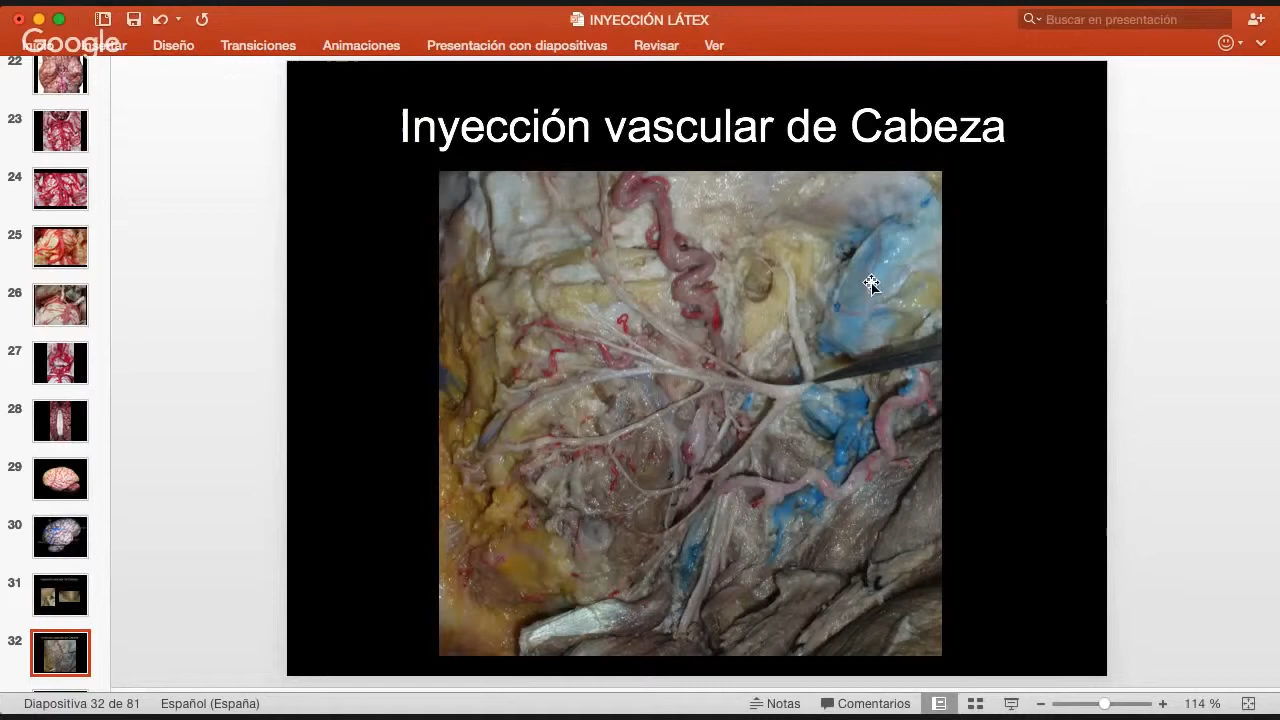 INYECCIÓN LÁTEX
Buscar en presentación
Google
Inicio Insertar Diseño Transiciones Animaciones Presentación con diapositivas Revisar Ver
22
23
24
25
26
27
28
29
30
31
32
Inyección vascular de Cabeza
Diapositiva 32 de 81 Español (España) Notas Comentarios 114 %